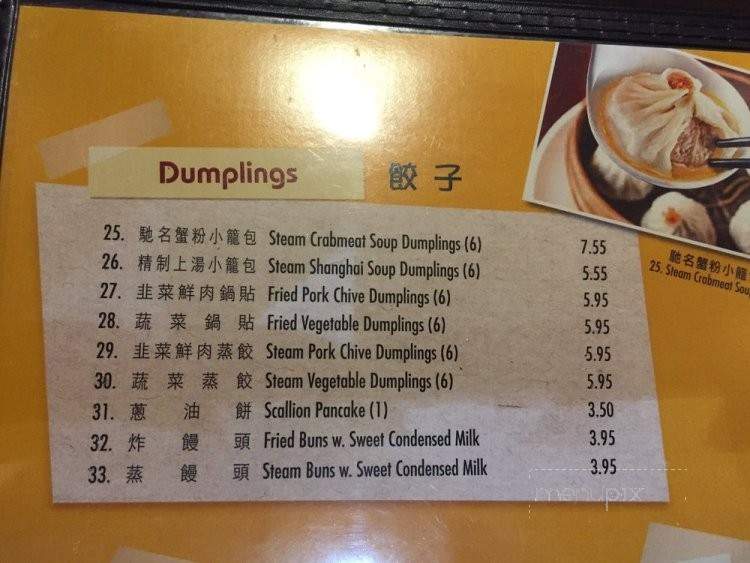 Dumplings 餃子
25. 馳名蟹粉小籠包 Steam Crabmeat Soup Dumplings (6) 7.55
26. 精制上湯小籠包 Steam Shanghai Soup Dumplings (6) 5.55
27. 韭菜鮮肉鍋貼 Fried Pork Chive Dumplings (6) 5.95
28. 蔬菜鍋貼 Fried Vegetable Dumplings (6) 5.95
29. 韭菜鮮肉蒸餃 Steam Pork Chive Dumplings (6) 5.95
30. 蔬菜蒸餃 Steam Vegetable Dumplings (6) 5.95
31. 蔥油餅 Scallion Pancake (1) 3.50
32. 炸饅頭 Fried Buns w. Sweet Condensed Milk 3.95
33. 蒸饅頭 Steam Buns w. Sweet Condensed Milk 3.95
馳名蟹粉小籠
25. Steam Crabmeat Sou
menupix